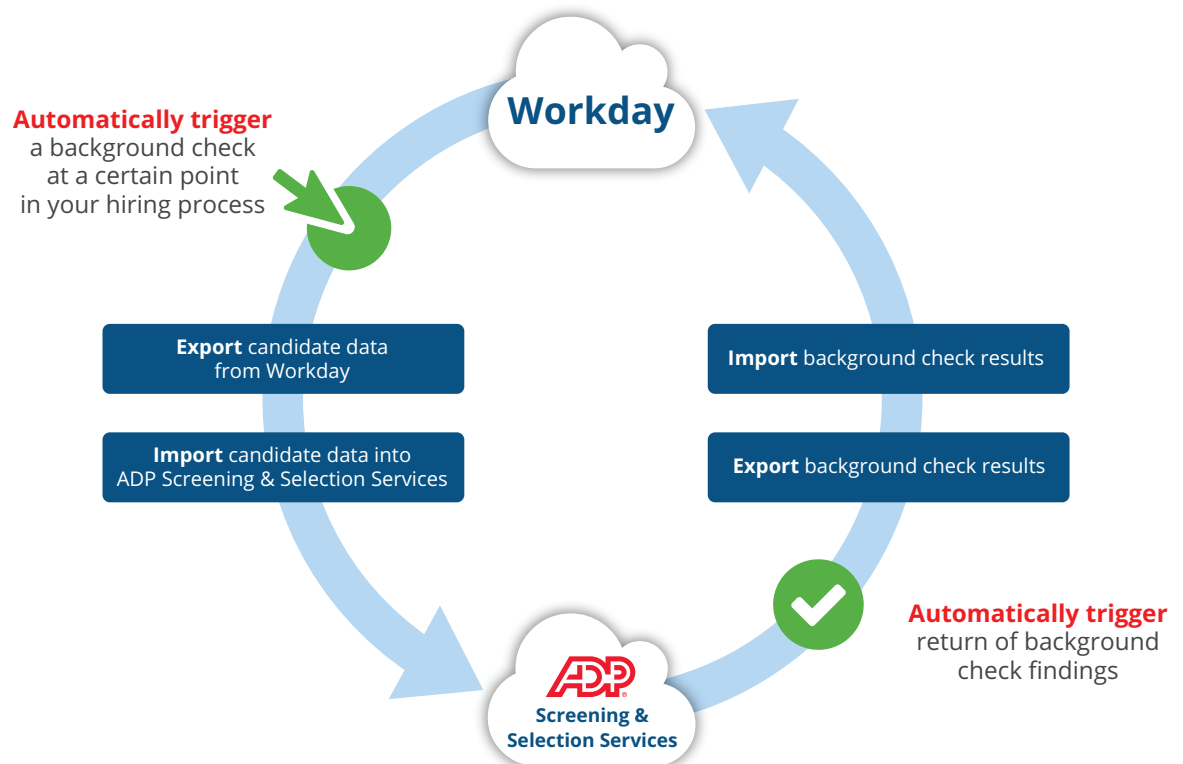 Workday
Automatically trigger
a background check
at a certain point
in your hiring process
Export candidate data
from Workday
Import candidate data into
ADP Screening & Selection Services
ADP®
Screening &
Selection Services
Automatically trigger
return of background
check findings
Export background check results
Import background check results